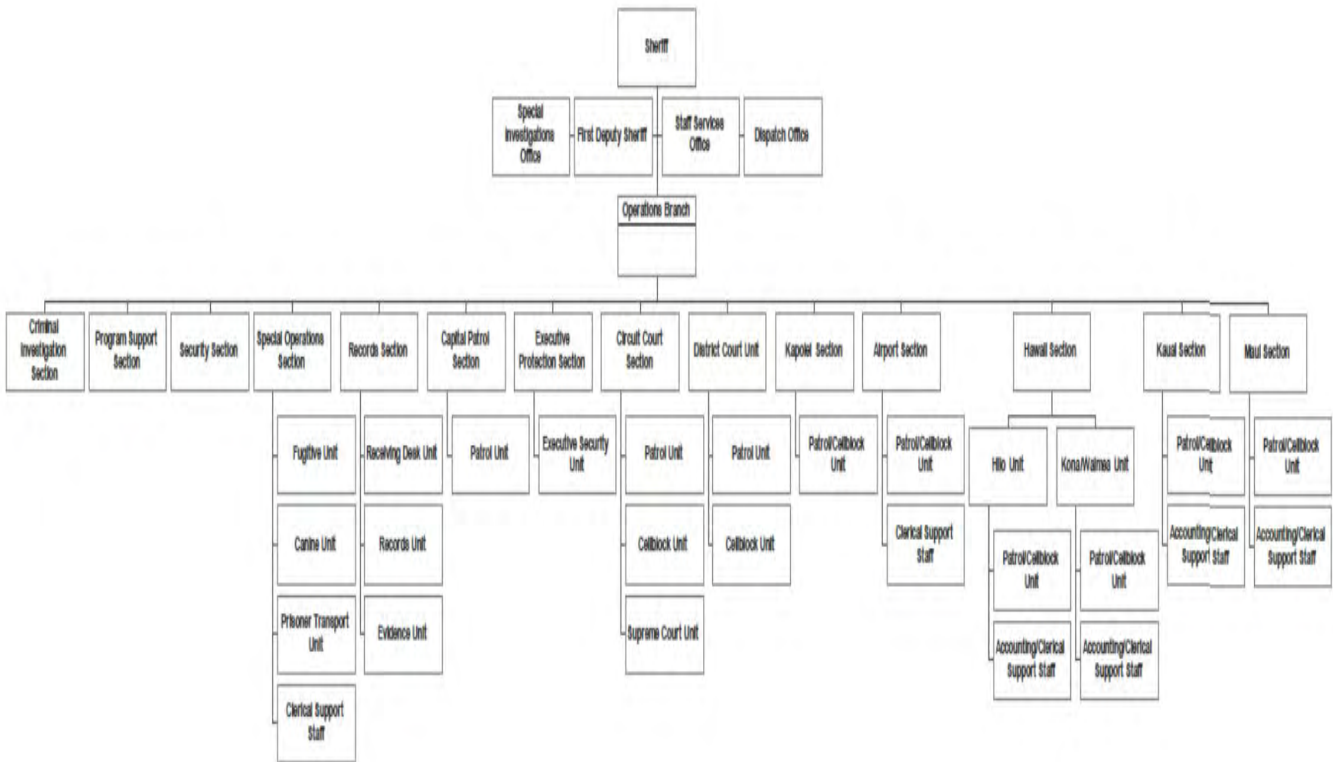 Sheriff
Special
Investigations
Office
First Deputy Sheriff
Staff Services
Office
Dispatch Office
Operations Branch
Criminal
Investigation
Section
Program Support
Section
Security Section
Special Operations
Section
Records Section
Capital Patrol
Section
Executive
Protection Section
Circuit Court
Section
District Court Unit
Kapolei Section
Airport Section
Hawaii Section
Kauai Section
Maui Section
Fugitive Unit
Receiving Desk Unit
Patrol Unit
Executive Security
Unit
Patrol Unit
Patrol Unit
Patrol/Cellblock
Unit
Patrol/Cellblock
Unit
Hilo Unit
Kona/Waimea Unit
Patrol/Cellblock
Unit
Patrol/Cellblock
Unit
Canine Unit
Records Unit
Cellblock Unit
Cellblock Unit
Clerical Support
Staff
Patrol/Cellblock
Unit
Patrol/Cellblock
Unit
Accounting/Clerical
Support Staff
Accounting/Clerical
Support Staff
Prisoner Transport
Unit
Evidence Unit
Supreme Court Unit
Accounting/Clerical
Support Staff
Accounting/Clerical
Support Staff
Clerical Support
Staff